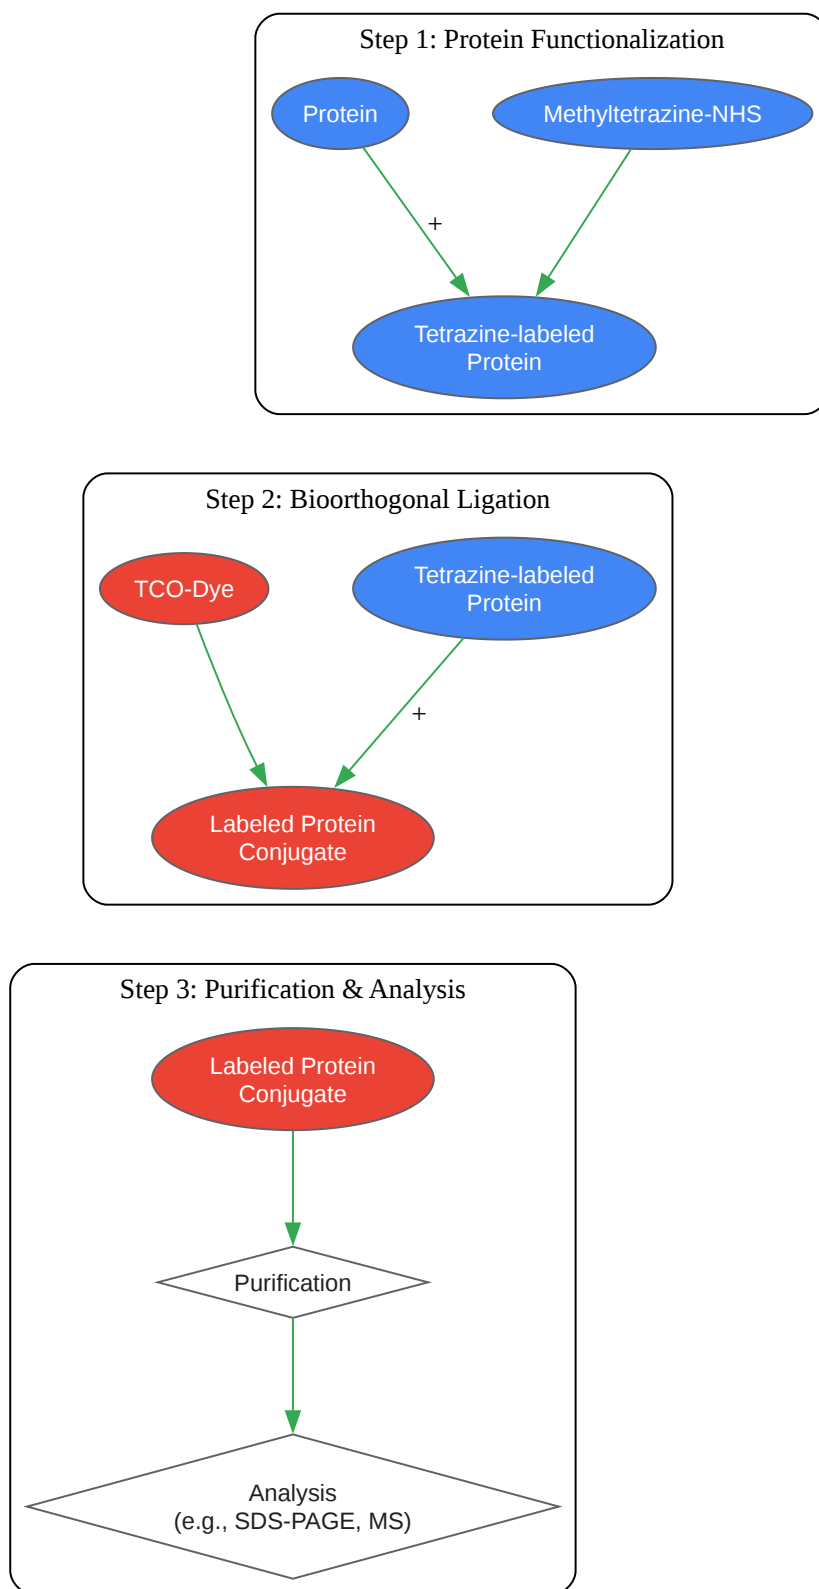 Step 1: Protein Functionalization
Protein
Methyltetrazine-NHS
+
Tetrazine-labeled
Protein
Step 2: Bioorthogonal Ligation
TCO-Dye
Tetrazine-labeled
Protein
+
Labeled Protein
Conjugate
Step 3: Purification & Analysis
Labeled Protein
Conjugate
Purification
Analysis
(e.g., SDS-PAGE, MS)